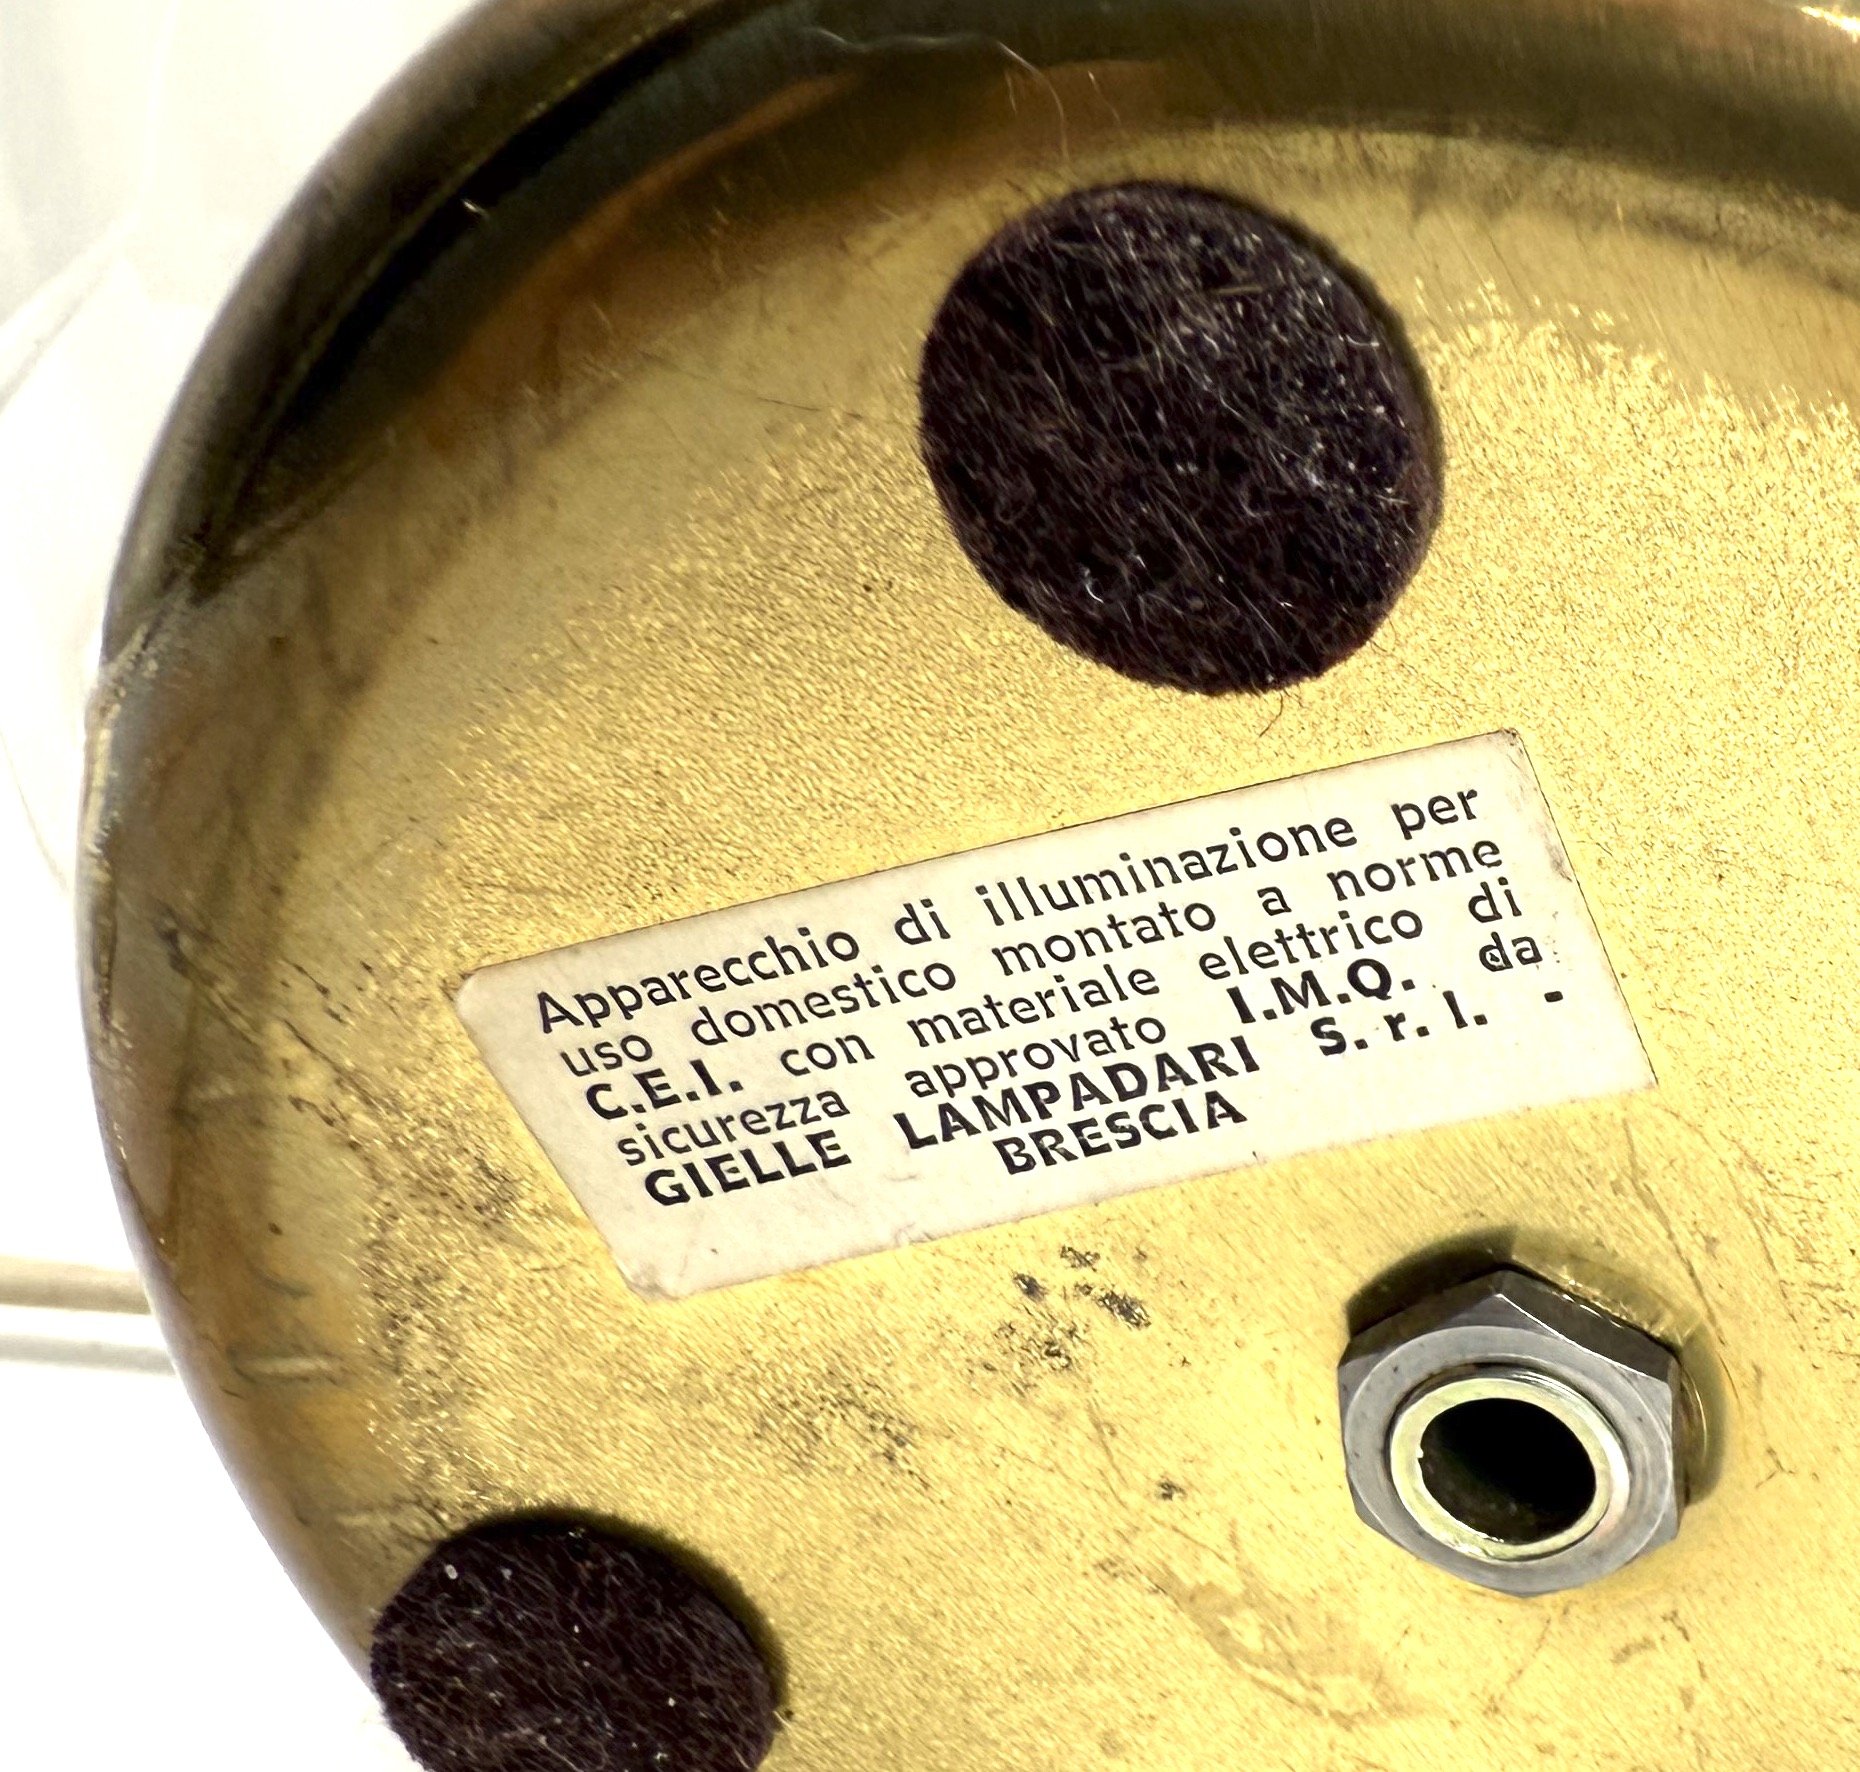 Apparecchio di illuminazione per
uso domestico montato a norme
C.E.I. con materiale elettrico di
sicurezza approvato I.M.Q. da
GIELLE LAMPADARI S. r. l. -
BRESCIA